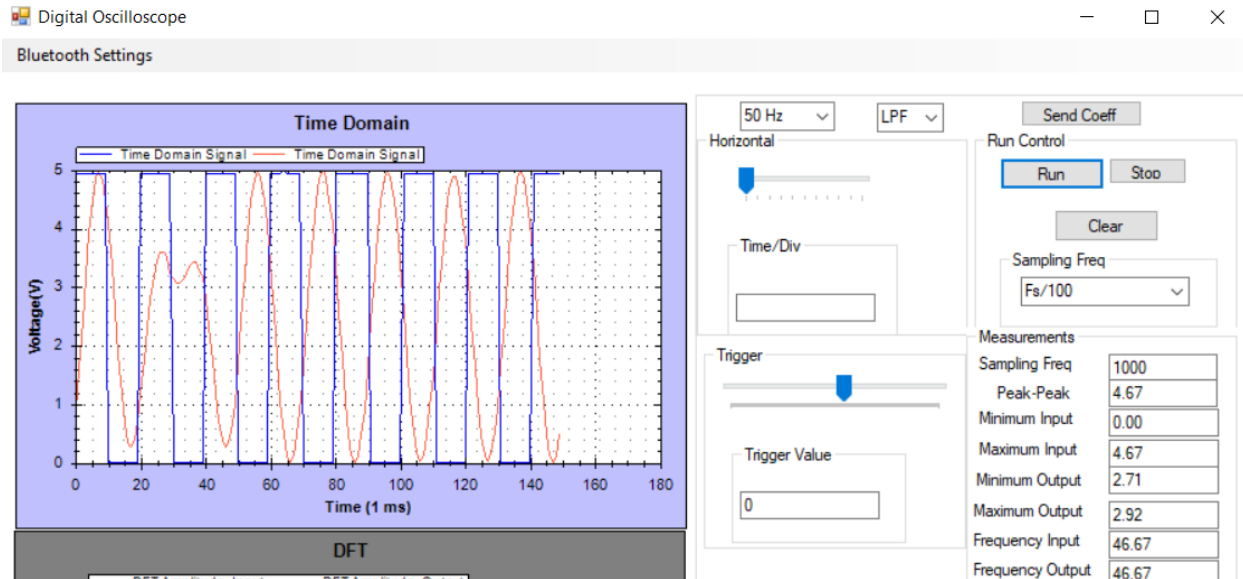 Digital Oscilloscope
Bluetooth Settings
Time Domain
Time Domain Signal Time Domain Signal
Voltage(V)
5
4
3
2
1
0
0 20 40 60 80 100 120 140 160 180
Time (1 ms)
DFT
50 Hz LPF Send Coeff
Horizontal
Time/Div
Run Control
Run Stop
Clear
Sampling Freq
Fs/100
Trigger
Trigger Value
0
Measurements
Sampling Freq 1000
Peak-Peak 4.67
Minimum Input 0.00
Maximum Input 4.67
Minimum Output 2.71
Maximum Output 2.92
Frequency Input 46.67
Frequency Output 46.67